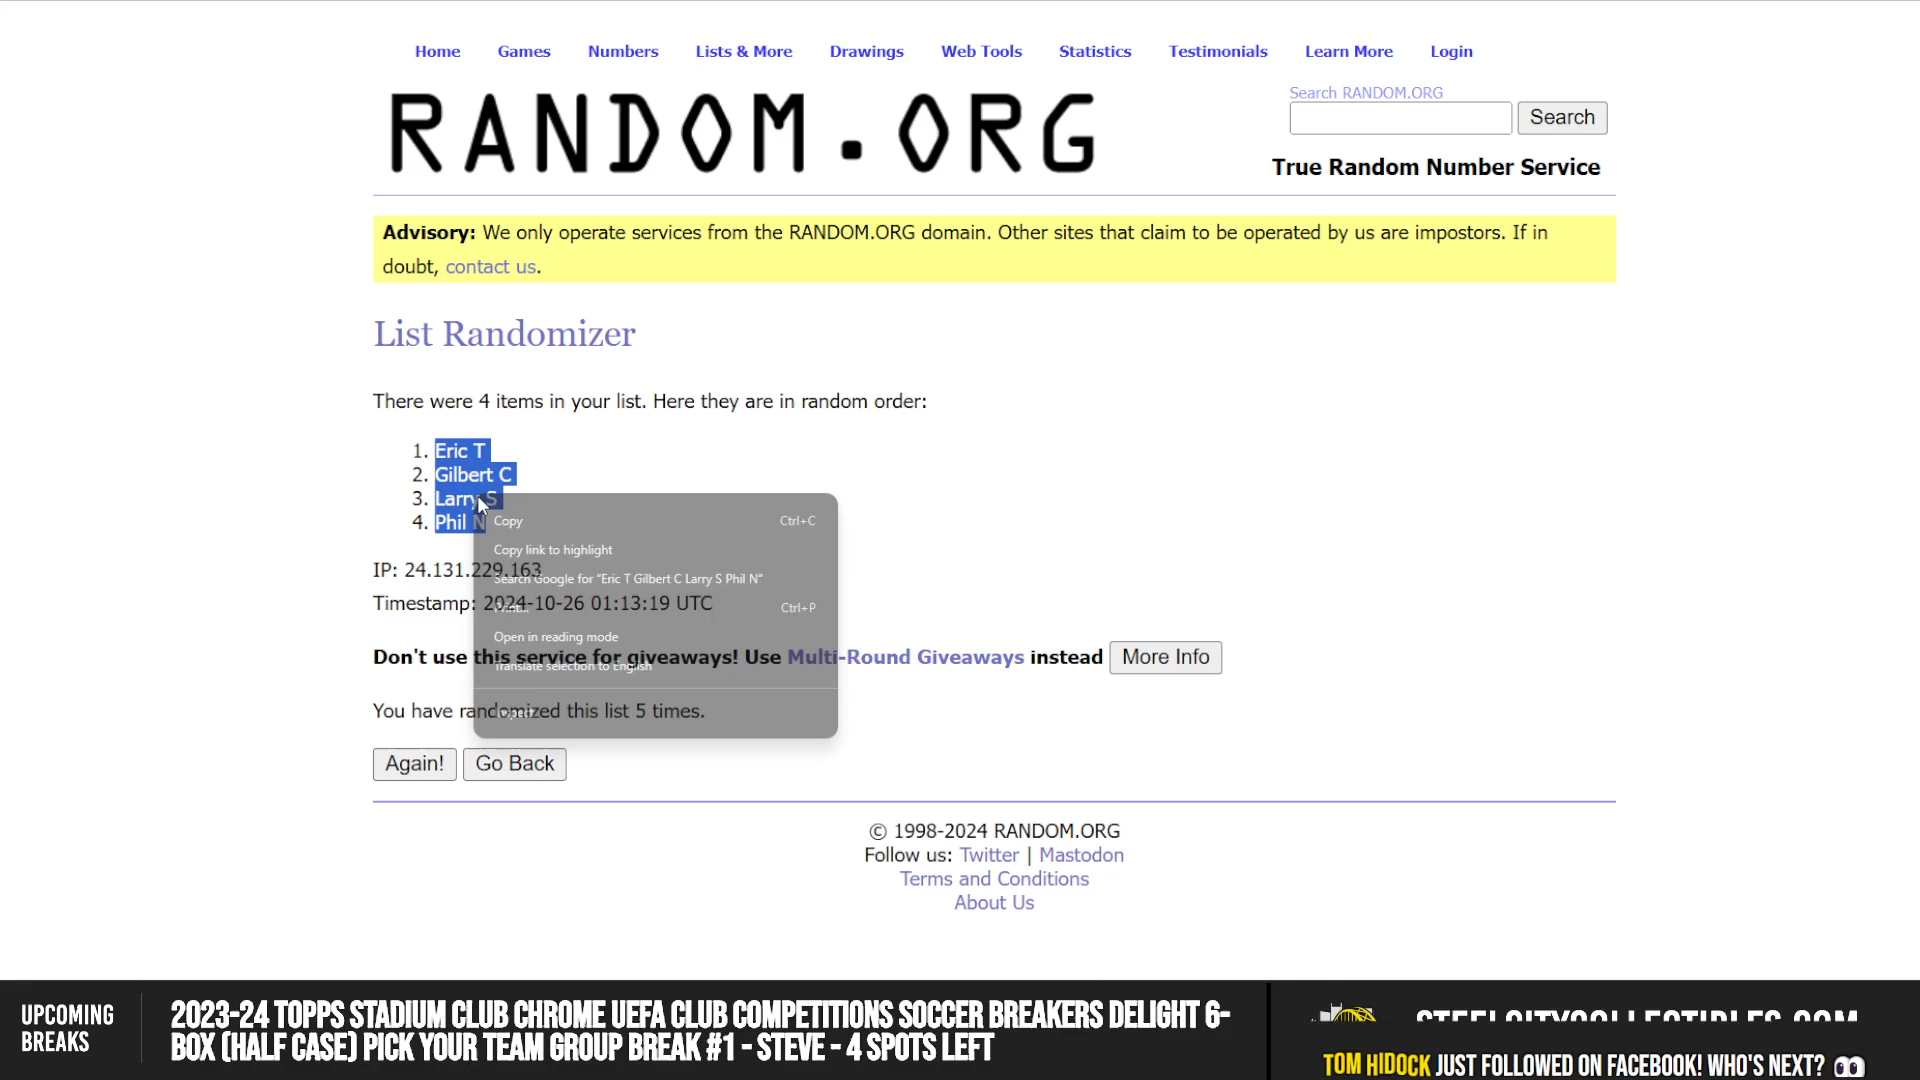 Home Games Numbers Lists & More Drawings Web Tools Statistics Testimonials Learn More Login
RANDOM.ORG
Search RANDOM.ORG
Search
True Random Number Service
Advisory: We only operate services from the RANDOM.ORG domain. Other sites that claim to be operated by us are impostors. If in
doubt, contact us.
List Randomizer
There were 4 items in your list. Here they are in random order:
1. Eric T
2. Gilbert C
3. Larry S
4. Phil N
Copy Ctrl+C
Copy link to highlight
IP: 24.131.229.163
Search Google for “Eric T Gilbert C Larry S Phil N”
Timestamp: 2024-10-26 01:13:19 UTC
Print... Ctrl+P
Open in reading mode
Don't use this service for giveaways! Use Multi-Round Giveaways instead More Info
Translate selection to English
You have randomized this list 5 times.
Again! Go Back
© 1998-2024 RANDOM.ORG
Follow us: Twitter | Mastodon
Terms and Conditions
About Us
UPCOMING
BREAKS
2023-24 TOPPS STADIUM CLUB CHROME UEFA CLUB COMPETITIONS SOCCER BREAKERS DELIGHT 6-
BOX (HALF CASE) PICK YOUR TEAM GROUP BREAK #1 - STEVE - 4 SPOTS LEFT
STEELCITYCOLLECTIBLES.COM
TOM HIDOCK JUST FOLLOWED ON FACEBOOK! WHO'S NEXT? 👀